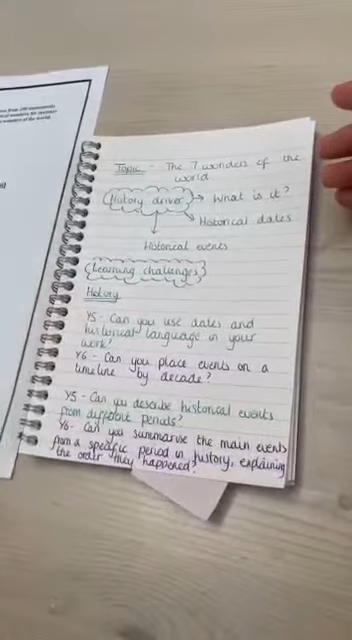 of the world
Topic - The 7 wonders of the
world
History driver → What is it?
Historical dates
Historical events
Learning challenges
History
Y5 - Can you use dates and
historical language in your
work?
Y6 - Can you place events on a
timeline by decade?
Y5 - Can you describe historical events
from different periods?
Y6 - Can you summarise the main events
from a specific period in history, explaining
the order they happened?